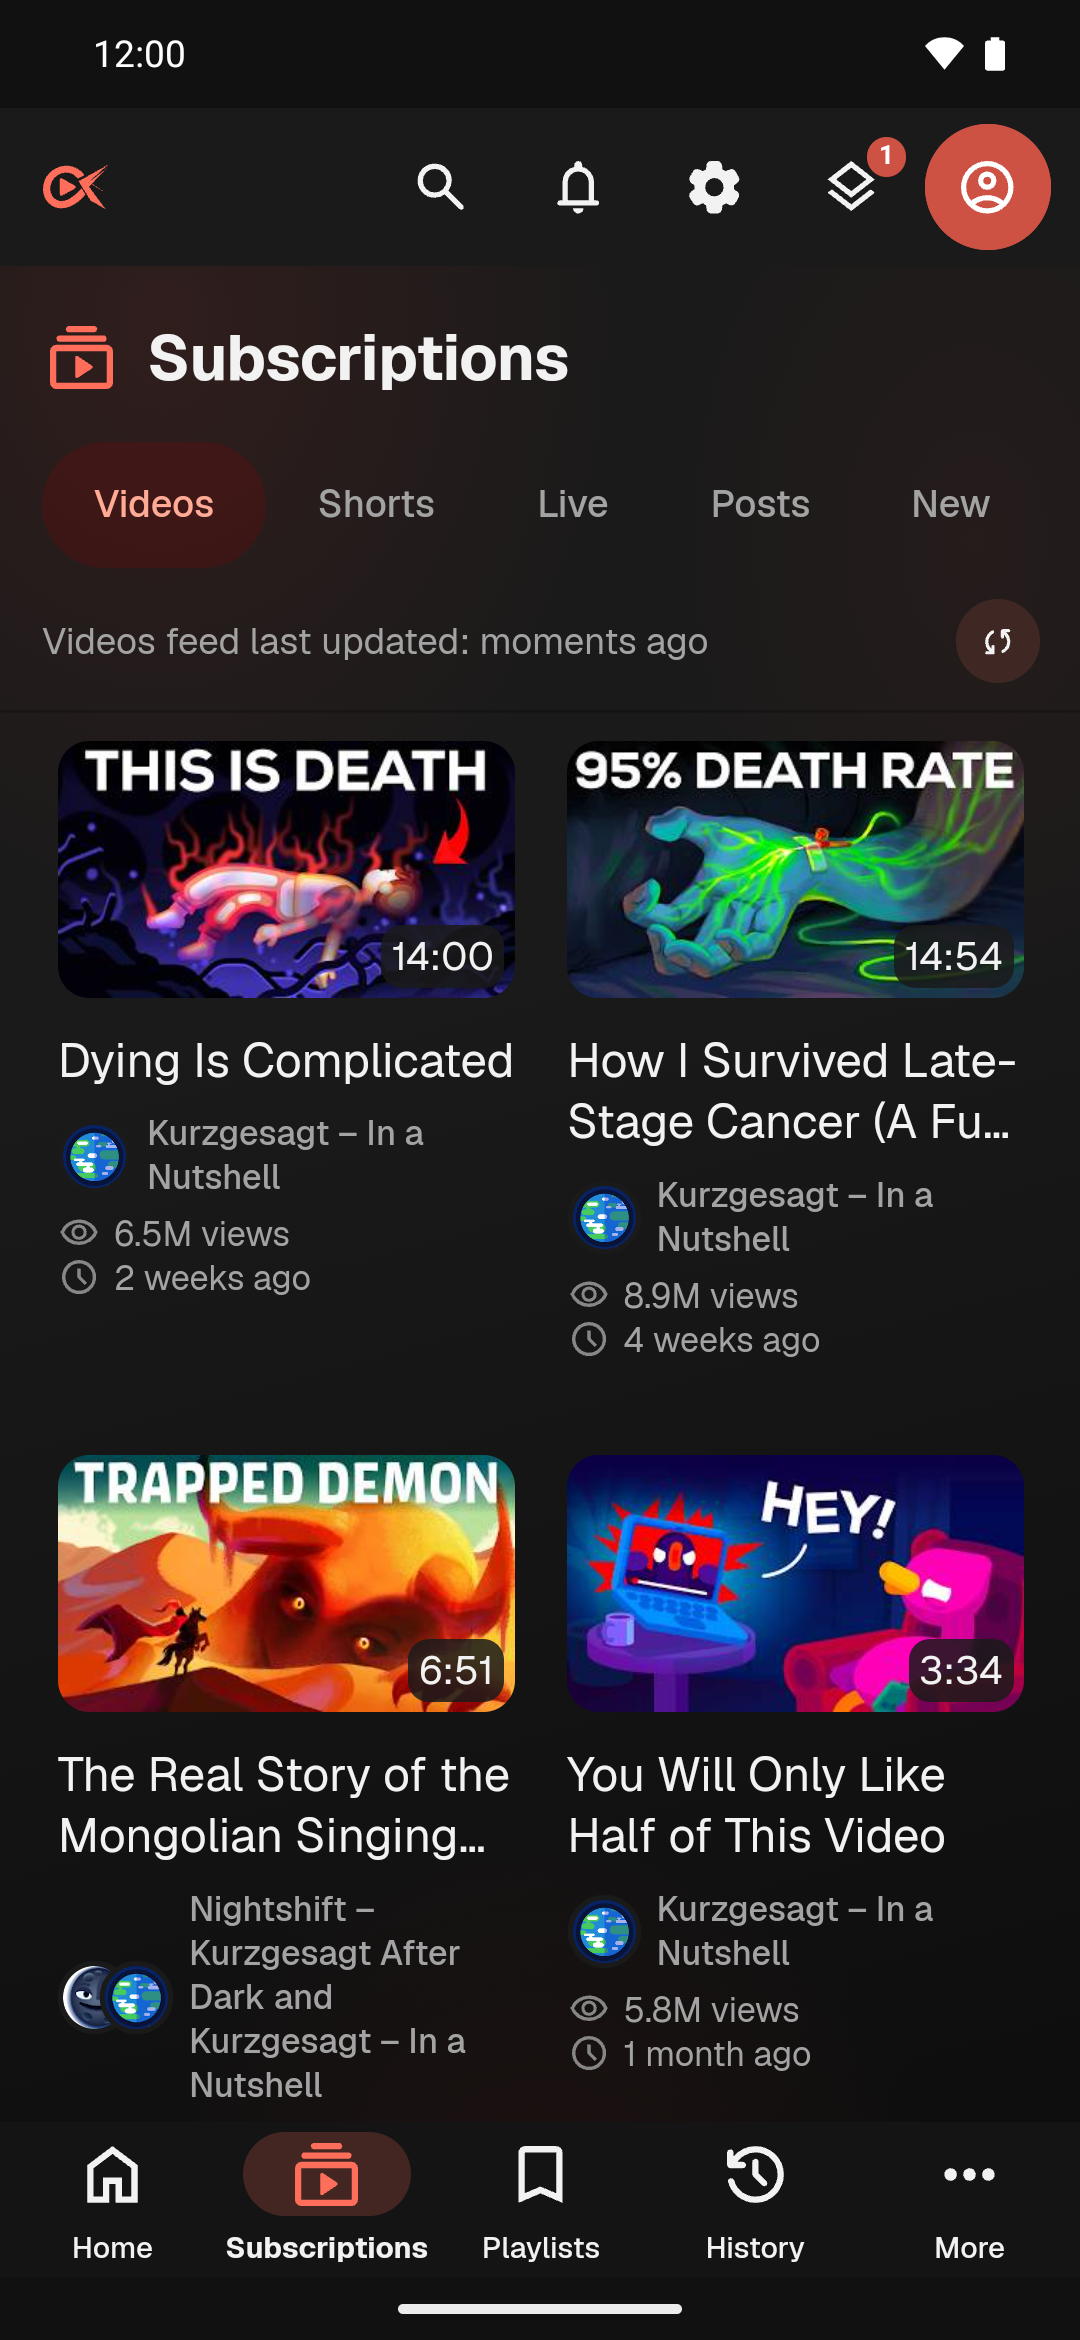 12:00
1
Subscriptions
Videos
Shorts
Live
Posts
New
Videos feed last updated: moments ago
THIS IS DEATH
14:00
Dying Is Complicated
Kurzgesagt – In a
Nutshell
6.5M views
2 weeks ago
95% DEATH RATE
14:54
How I Survived Late-
Stage Cancer (A Fu...
Kurzgesagt – In a
Nutshell
8.9M views
4 weeks ago
TRAPPED DEMON
6:51
The Real Story of the
Mongolian Singing...
Nightshift –
Kurzgesagt After
Dark and
Kurzgesagt – In a
Nutshell
HEY!
3:34
You Will Only Like
Half of This Video
Kurzgesagt – In a
Nutshell
5.8M views
1 month ago
Home
Subscriptions
Playlists
History
More